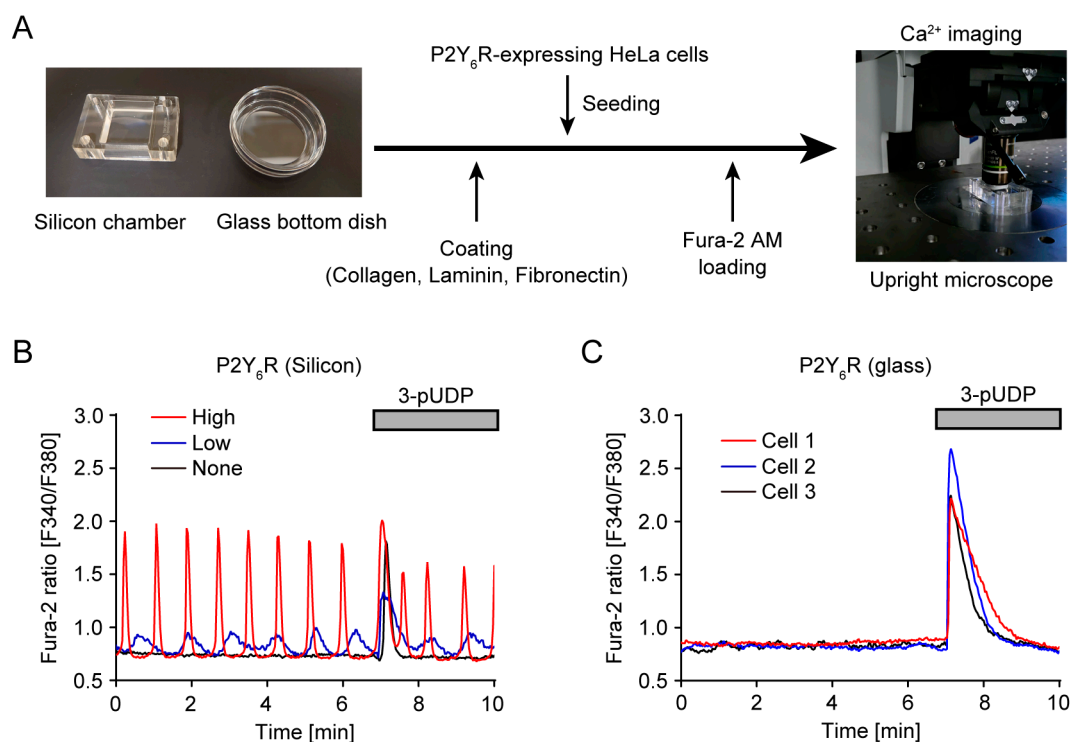 A
P2Y₆R-expressing HeLa cells
Seeding
Ca²⁺ imaging
Silicon chamber
Glass bottom dish
Coating
(Collagen, Laminin, Fibronectin)
Fura-2 AM
loading
Upright microscope
B
P2Y₆R (Silicon)
3-pUDP
High
Low
None
Fura-2 ratio [F340/F380]
3.0
2.5
2.0
1.5
1.0
0.5
0 2 4 6 8 10
Time [min]
C
P2Y₆R (glass)
3-pUDP
Cell 1
Cell 2
Cell 3
Fura-2 ratio [F340/F380]
3.0
2.5
2.0
1.5
1.0
0.5
0 2 4 6 8 10
Time [min]